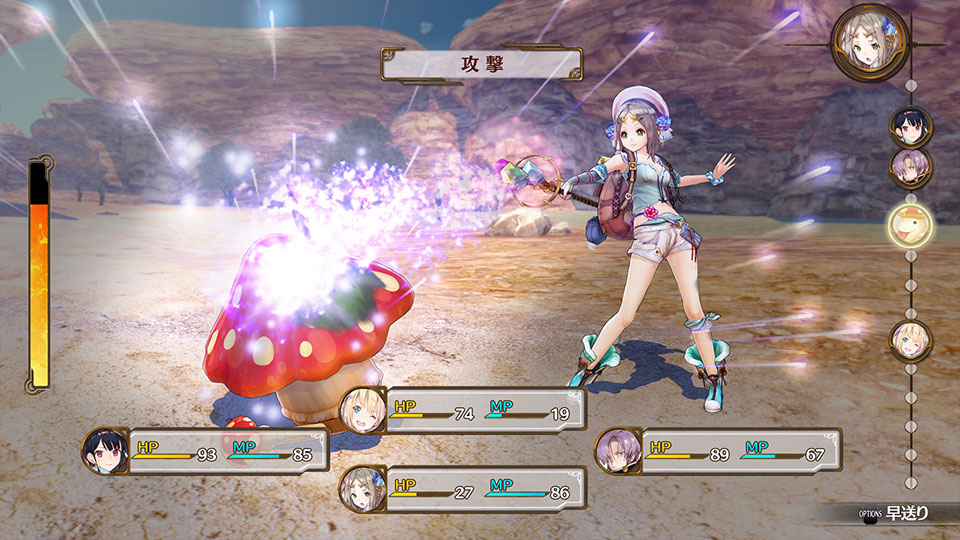 攻撃
HP 74 MP 19
HP 93 MP 85
HP 89 MP 67
HP 27 MP 86
OPTIONS 早送り